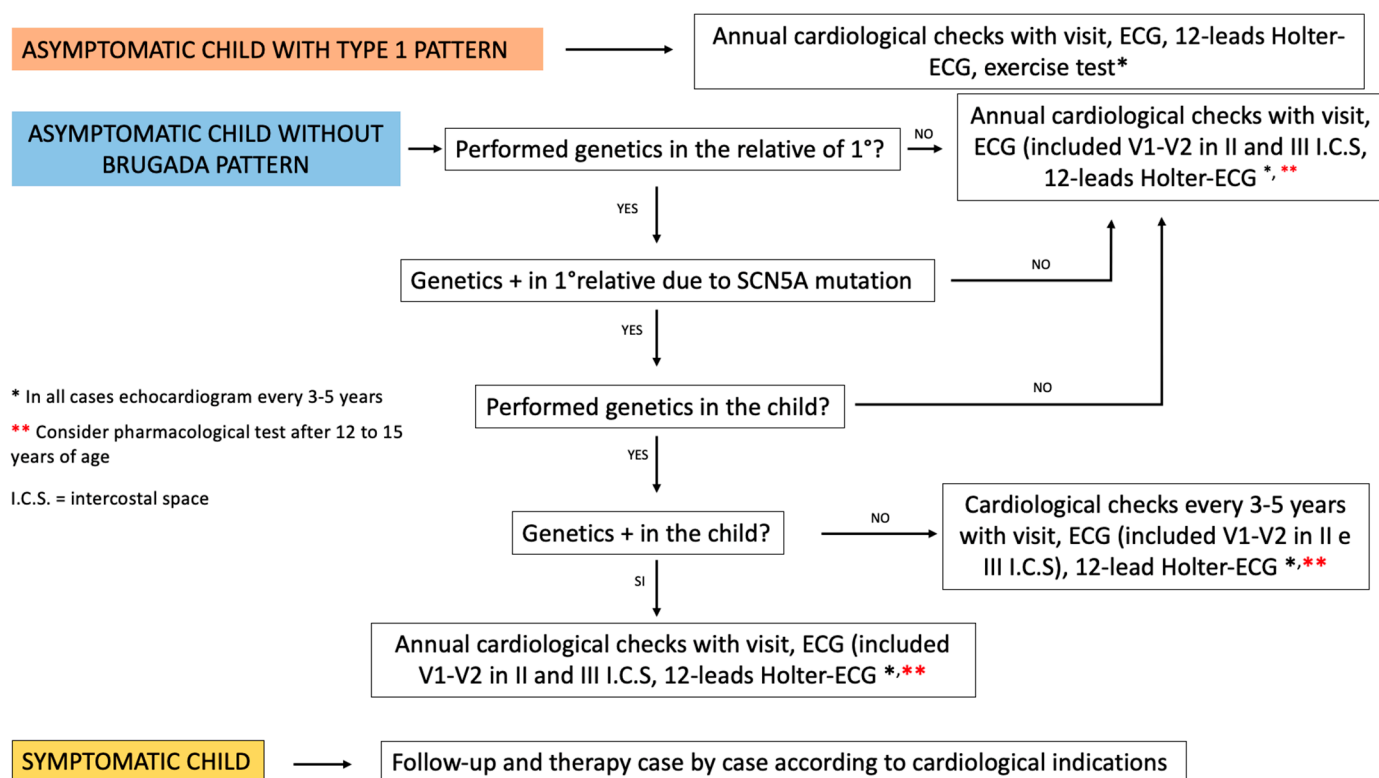 ASYMPTOMATIC CHILD WITH TYPE 1 PATTERN
Annual cardiological checks with visit, ECG, 12-leads Holter-
ECG, exercise test*
ASYMPTOMATIC CHILD WITHOUT
BRUGADA PATTERN
Performed genetics in the relative of 1°?
NO
Annual cardiological checks with visit,
ECG (included V1-V2 in II and III I.C.S,
12-leads Holter-ECG *, **
YES
Genetics + in 1°relative due to SCN5A mutation
NO
YES
Performed genetics in the child?
NO
* In all cases echocardiogram every 3-5 years
** Consider pharmacological test after 12 to 15
years of age
I.C.S. = intercostal space
YES
Genetics + in the child?
NO
Cardiological checks every 3-5 years
with visit, ECG (included V1-V2 in II e
III I.C.S), 12-lead Holter-ECG *,**
SI
Annual cardiological checks with visit, ECG (included
V1-V2 in II and III I.C.S, 12-leads Holter-ECG *,**
SYMPTOMATIC CHILD
Follow-up and therapy case by case according to cardiological indications